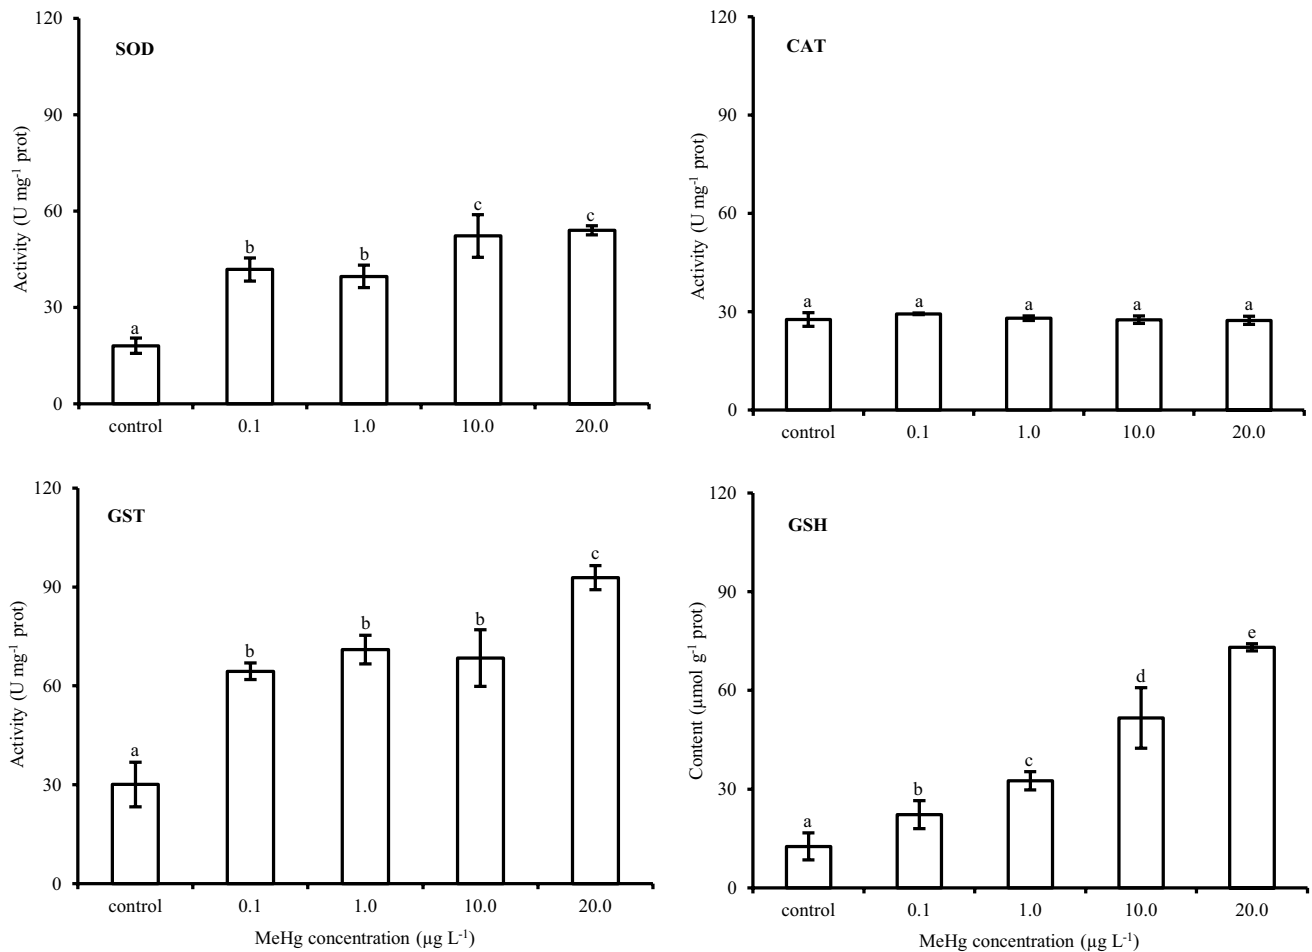 SOD
Activity (U mg⁻¹ prot)
120
90
60
30
0
a
b
b
c
c
control 0.1 1.0 10.0 20.0
CAT
Activity (U mg⁻¹ prot)
120
90
60
30
0
a a a a a
control 0.1 1.0 10.0 20.0
GST
Activity (U mg⁻¹ prot)
120
90
60
30
0
a
b
b
b
c
control 0.1 1.0 10.0 20.0
MeHg concentration (µg L⁻¹)
GSH
Content (µmol g⁻¹ prot)
120
90
60
30
0
a
b
c
d
e
control 0.1 1.0 10.0 20.0
MeHg concentration (µg L⁻¹)